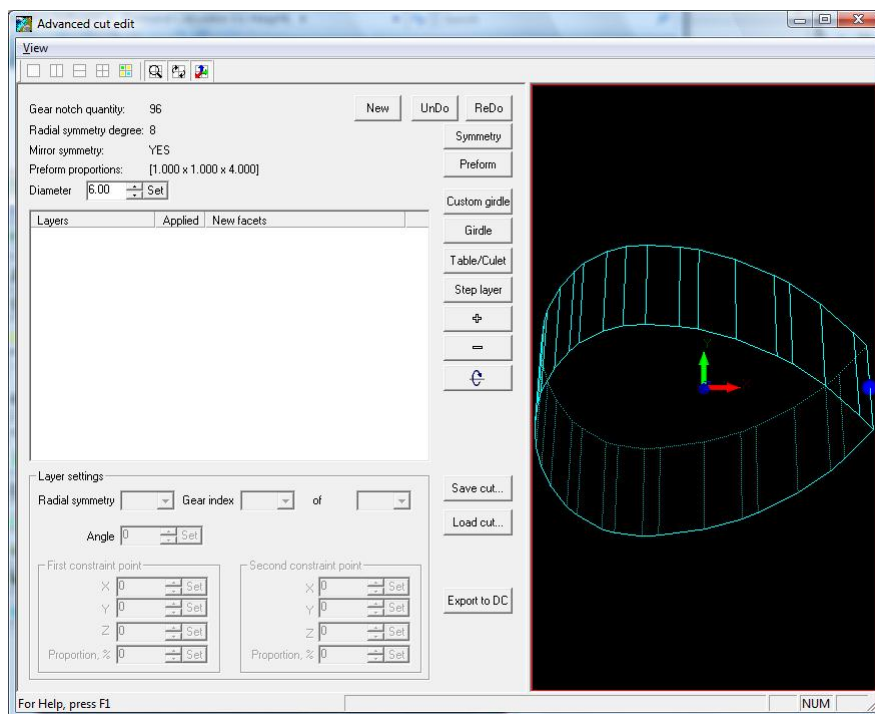 Advanced cut edit
View
Gear notch quantity: 96
New UnDo ReDo
Radial symmetry degree: 8
Symmetry
Mirror symmetry: YES
Preform proportions: [1.000 x 1.000 x 4.000]
Preform
Diameter 6.00 Set
Custom girdle
Layers Applied New facets
Girdle
Table/Culet
Step layer
Layer settings
Radial symmetry Gear index of
Save cut...
Load cut...
Angle 0 Set
First constraint point Second constraint point
X 0 Set X 0 Set
Y 0 Set Y 0 Set
Z 0 Set Z 0 Set
Proportion, % 0 Set Proportion, % 0 Set
Export to DC
Y
For Help, press F1 NUM